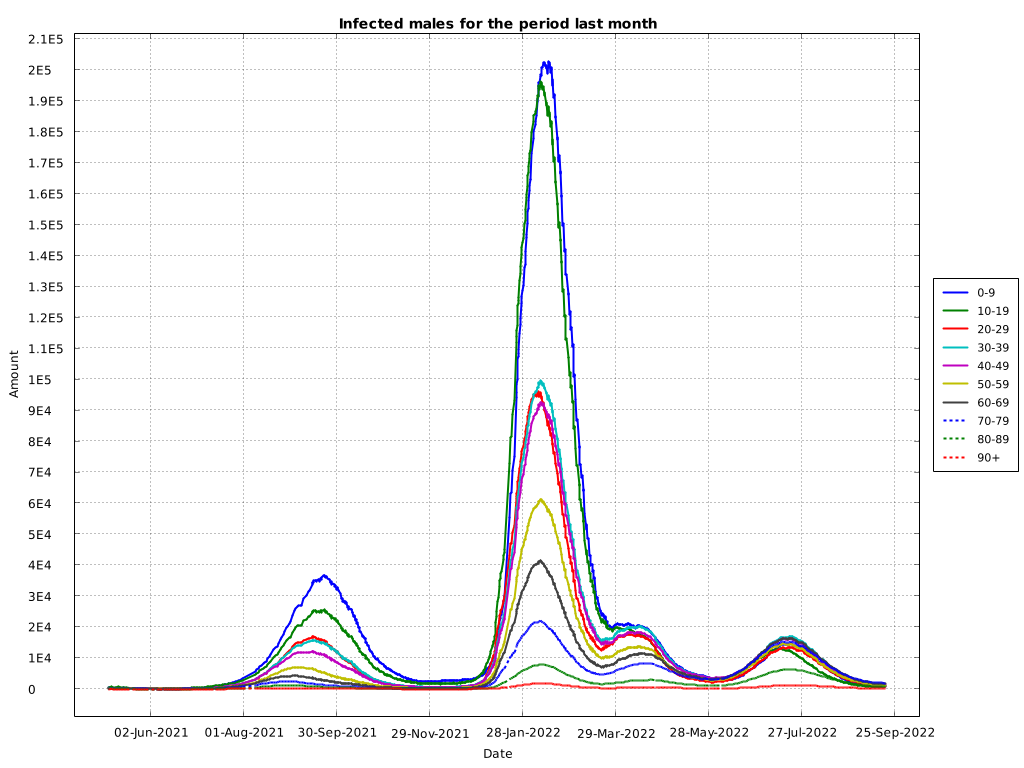 Infected males for the period last month
2.1E5
2E5
1.9E5
1.8E5
1.7E5
1.6E5
1.5E5
1.4E5
1.3E5
1.2E5
1.1E5
1E5
9E4
8E4
7E4
6E4
5E4
4E4
3E4
2E4
1E4
0
Amount
02-Jun-2021 01-Aug-2021 30-Sep-2021 29-Nov-2021 28-Jan-2022 29-Mar-2022 28-May-2022 27-Jul-2022 25-Sep-2022
Date
0-9
10-19
20-29
30-39
40-49
50-59
60-69
70-79
80-89
90+